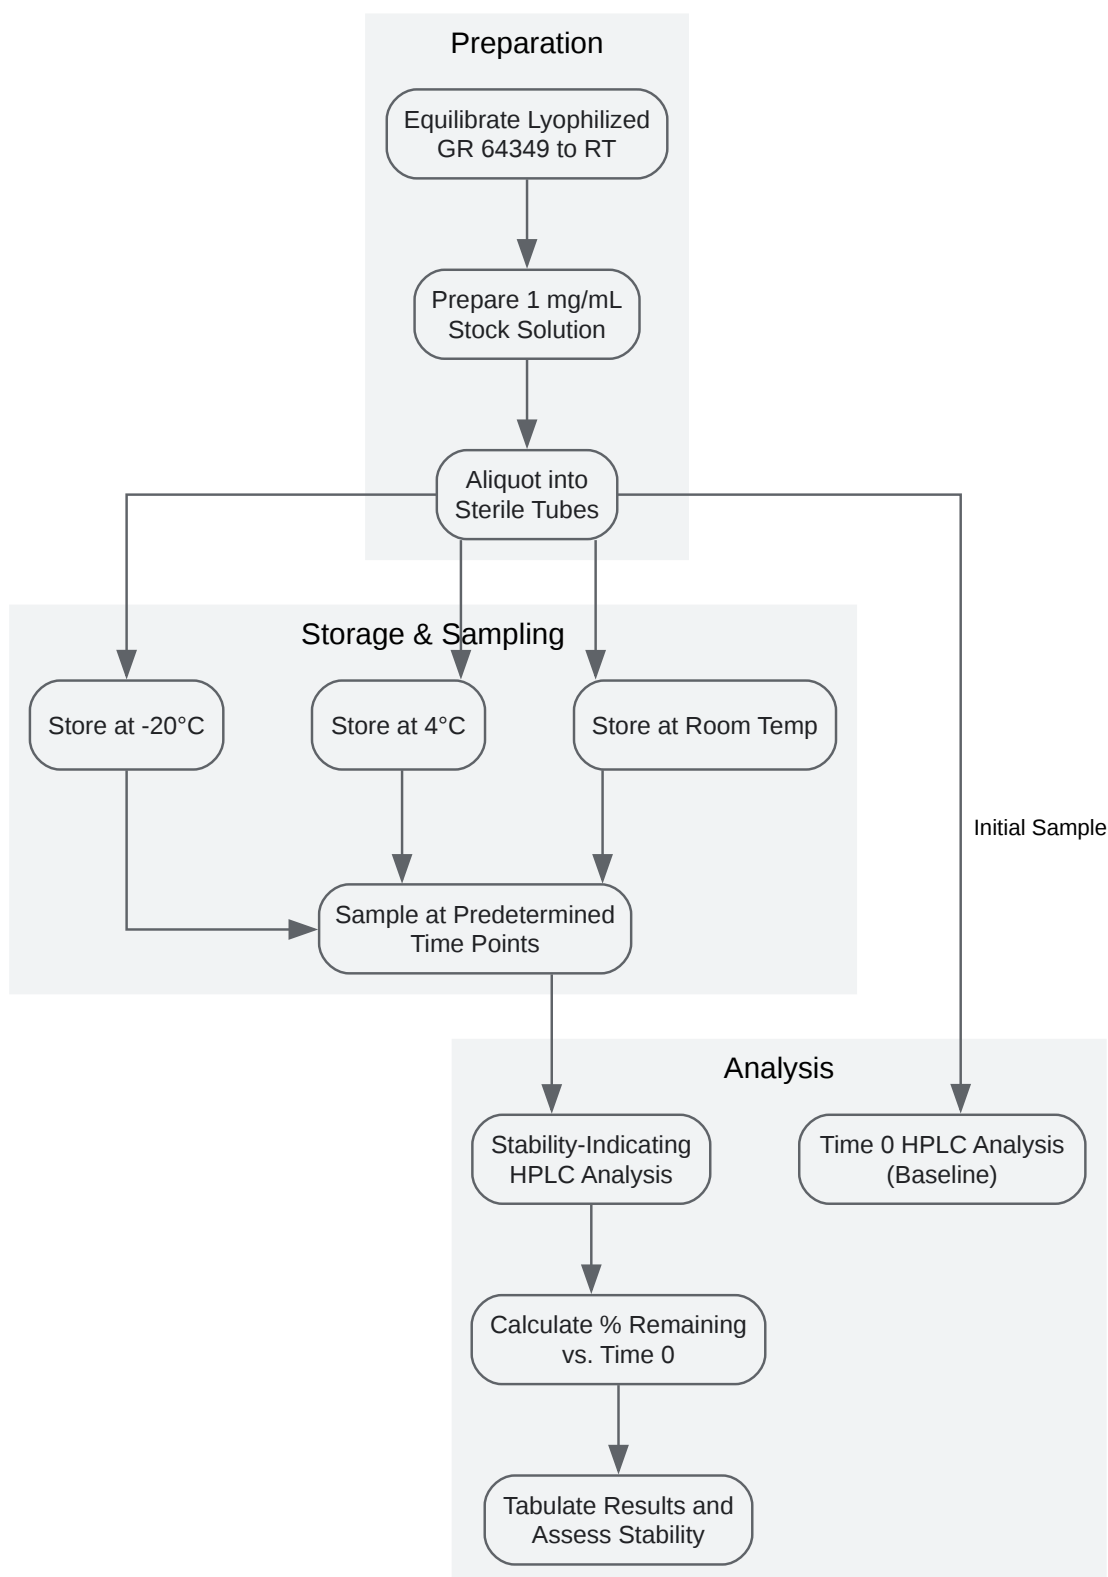 Preparation
Equilibrate Lyophilized
GR 64349 to RT
Prepare 1 mg/mL
Stock Solution
Aliquot into
Sterile Tubes
Storage & Sampling
Store at -20°C
Store at 4°C
Store at Room Temp
Initial Sample
Sample at Predetermined
Time Points
Analysis
Stability-Indicating
HPLC Analysis
Time 0 HPLC Analysis
(Baseline)
Calculate % Remaining
vs. Time 0
Tabulate Results and
Assess Stability